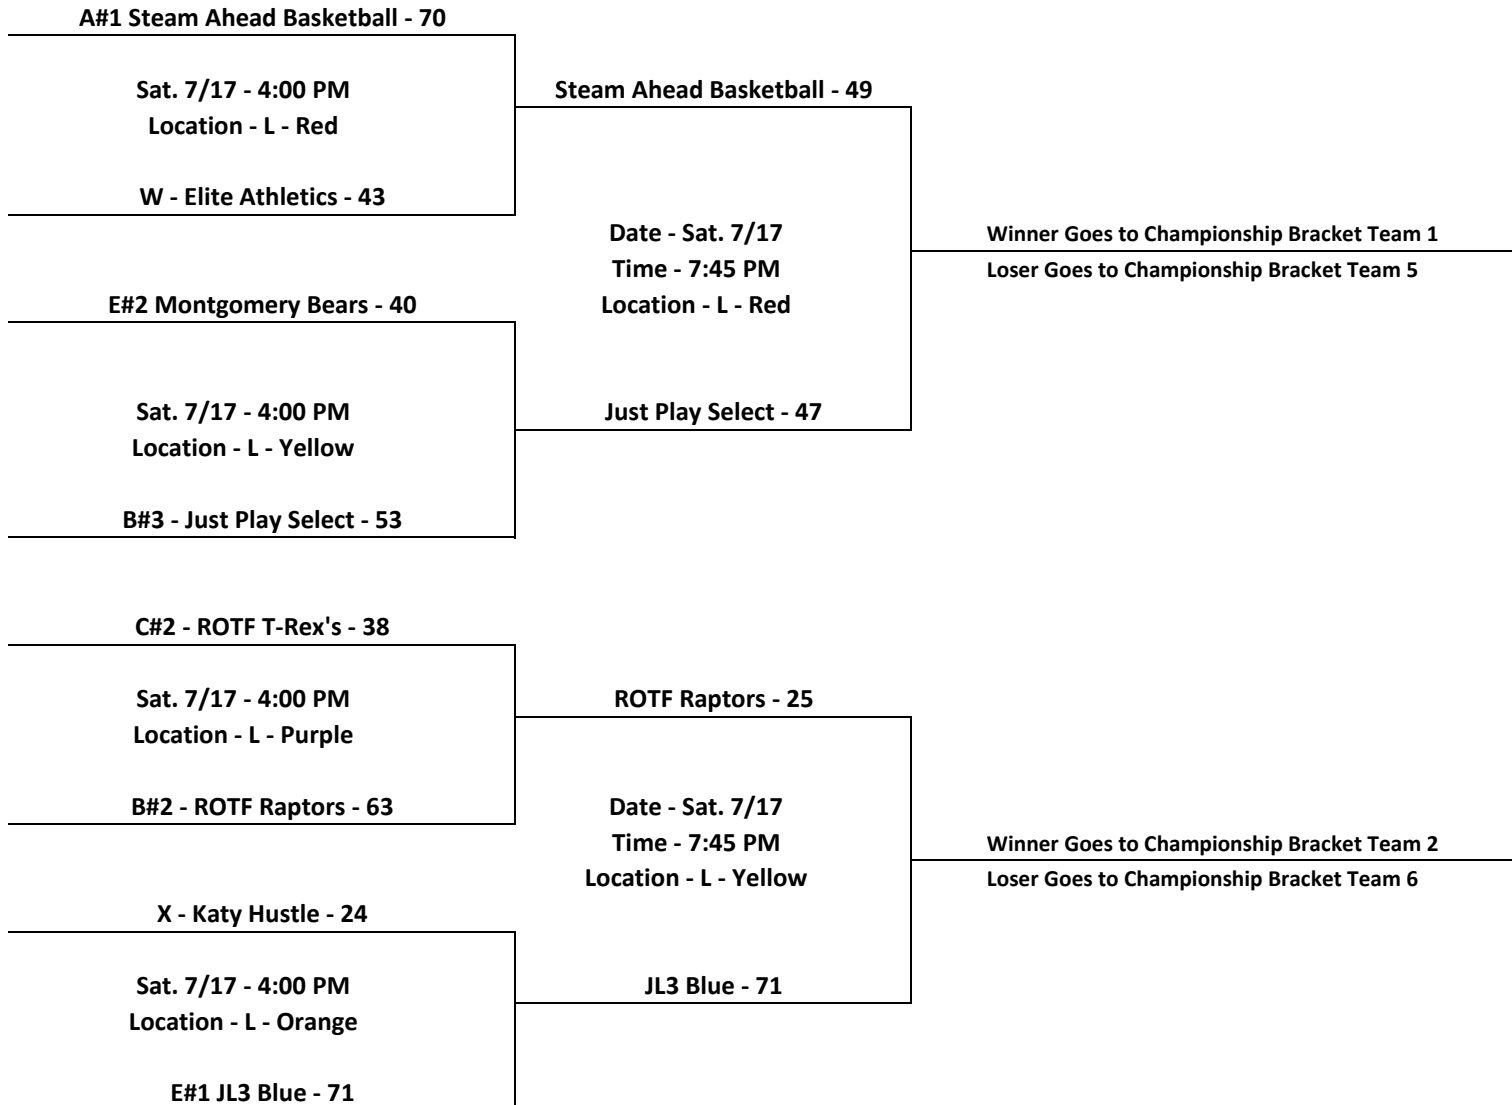 A#1 Steam Ahead Basketball - 70
Sat. 7/17 - 4:00 PM
Location - L - Red
W - Elite Athletics - 43
Steam Ahead Basketball - 49
Date - Sat. 7/17
Time - 7:45 PM
Location - L - Red
Winner Goes to Championship Bracket Team 1
Loser Goes to Championship Bracket Team 5
E#2 Montgomery Bears - 40
Sat. 7/17 - 4:00 PM
Location - L - Yellow
B#3 - Just Play Select - 53
Just Play Select - 47
C#2 - ROTF T-Rex's - 38
Sat. 7/17 - 4:00 PM
Location - L - Purple
B#2 - ROTF Raptors - 63
ROTF Raptors - 25
Date - Sat. 7/17
Time - 7:45 PM
Location - L - Yellow
Winner Goes to Championship Bracket Team 2
Loser Goes to Championship Bracket Team 6
X - Katy Hustle - 24
Sat. 7/17 - 4:00 PM
Location - L - Orange
E#1 JL3 Blue - 71
JL3 Blue - 71